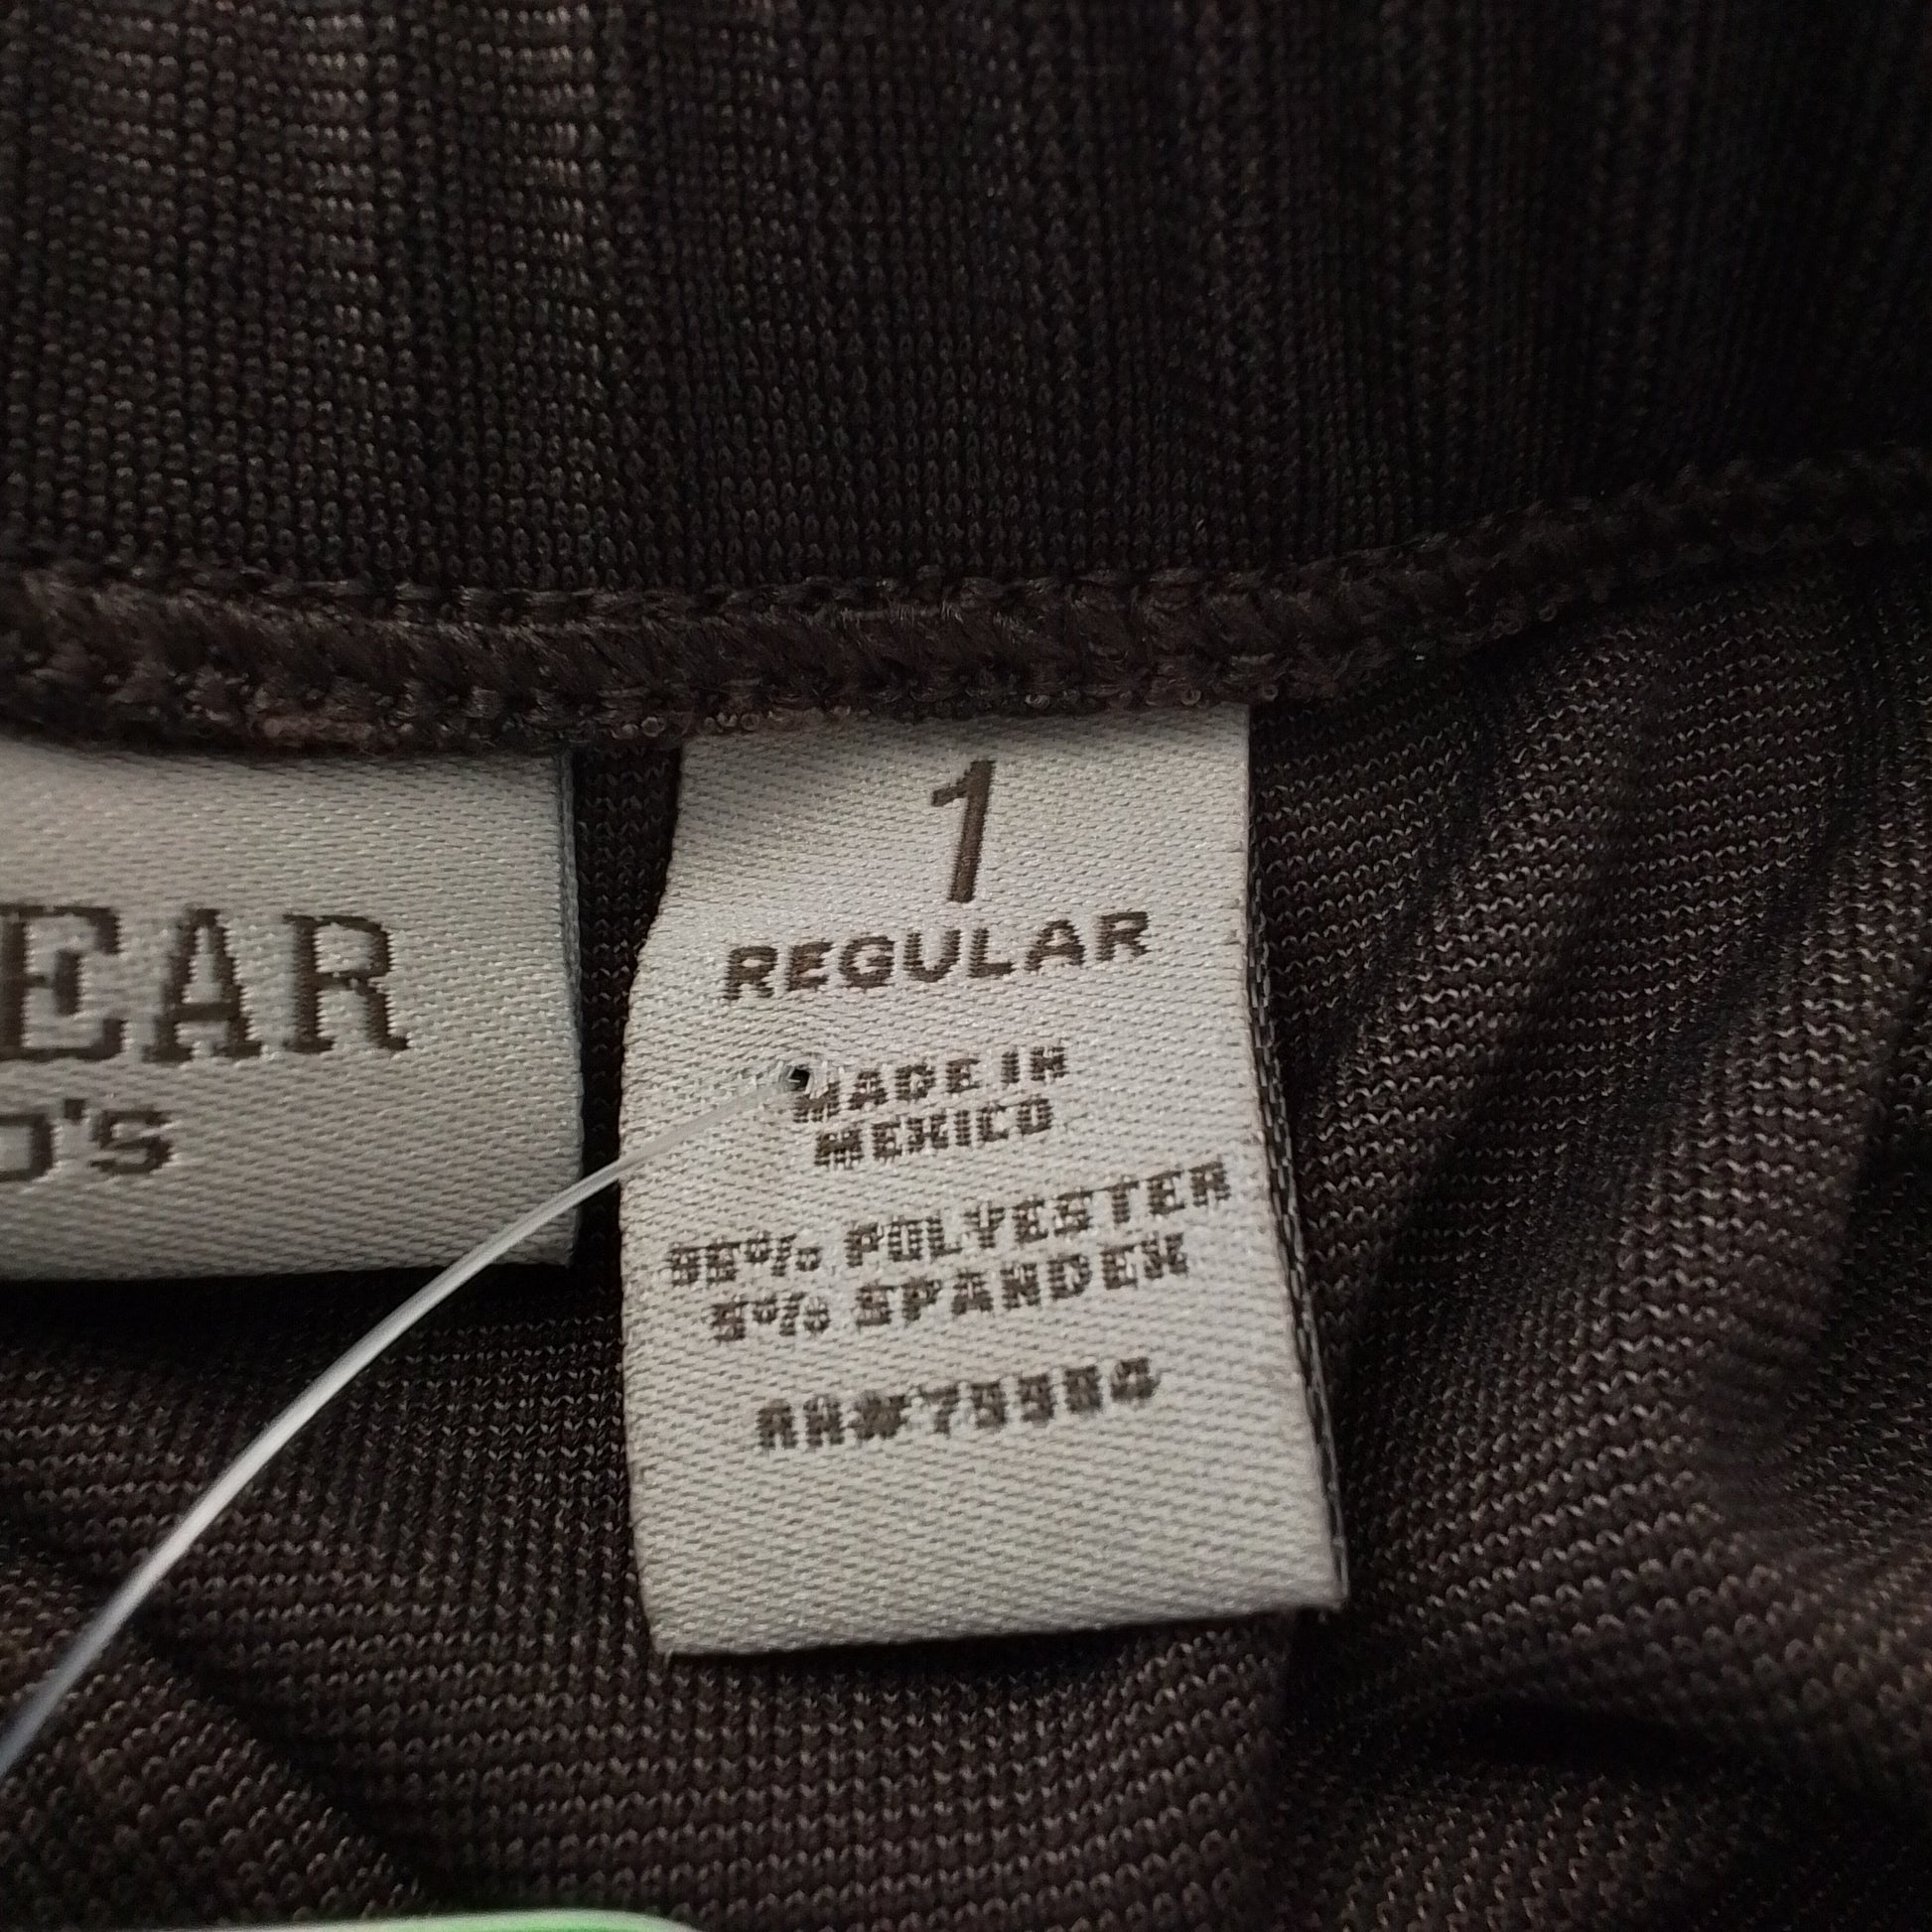 EAR
O'S
1
REGULAR
MADE IN
MEXICO
95% POLYESTER
5% SPANDEX